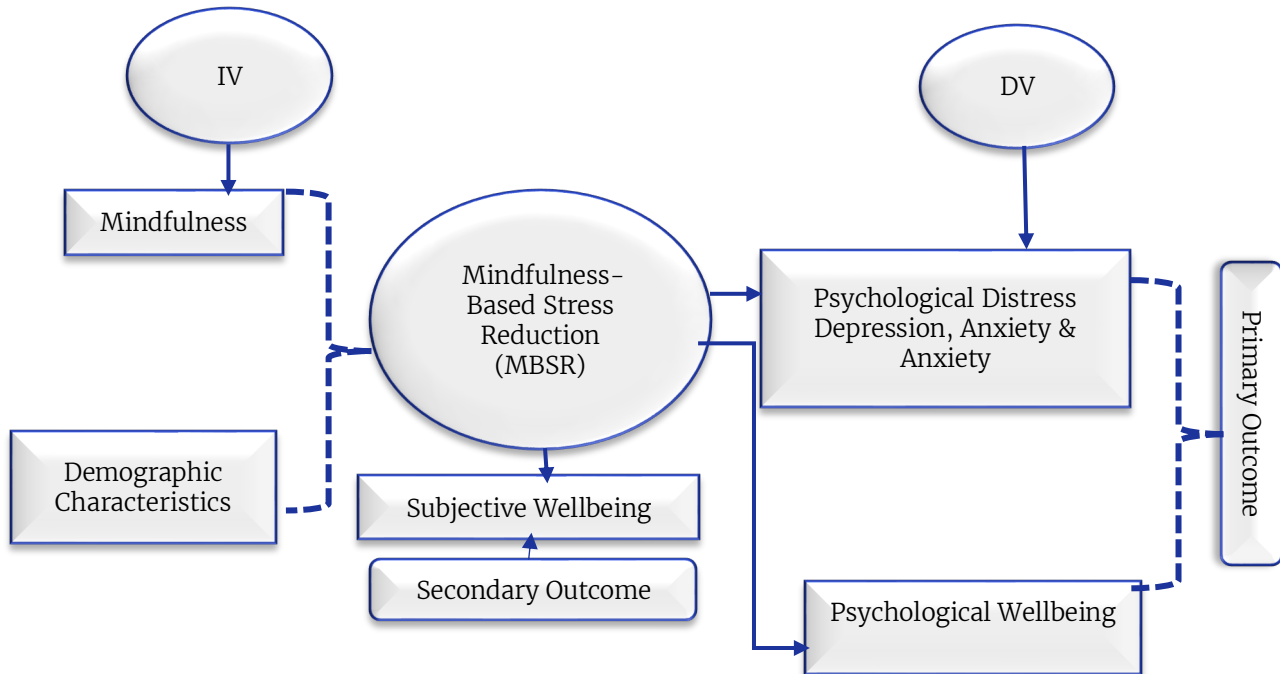 IV
DV
Mindfulness
Mindfulness-
Based Stress
Reduction
(MBSR)
Psychological Distress
Depression, Anxiety &
Anxiety
Primary Outcome
Demographic
Characteristics
Subjective Wellbeing
Secondary Outcome
Psychological Wellbeing